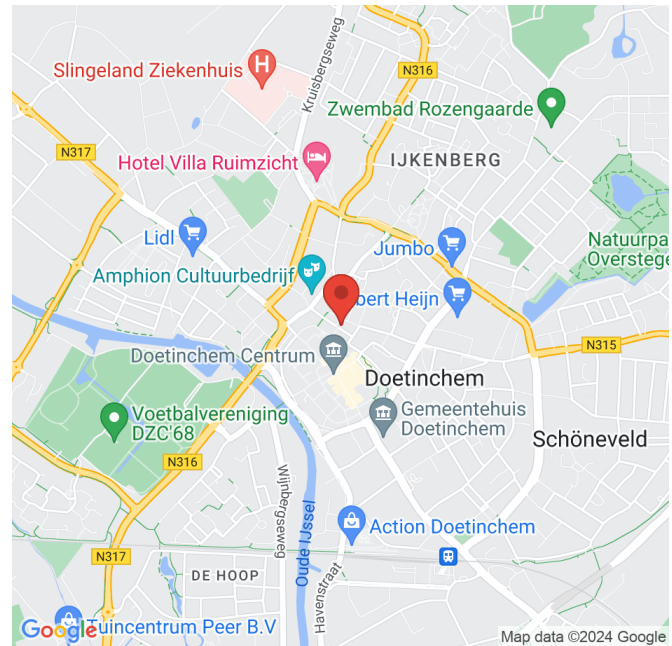 Slingeland Ziekenhuis
Kruisbergseweg
N316
Zwembad Rozengaarde
N317
Hotel Villa Ruimzicht
IJKENBERG
Lidl
Jumbo
Natuurpa
Overstege
Amphion Cultuurbedrijf
bert Heijn
N315
Doetinchem Centrum
Doetinchem
Voetbalvereniging
DZC'68
Gemeentehuis
Doetinchem
Schöneveld
N316
Wijnbergseweg
Oude IJssel
Action Doetinchem
N317
DE HOOP
Havenstraat
Tuincentrum Peer B.V
Google
Map data ©2024 Google